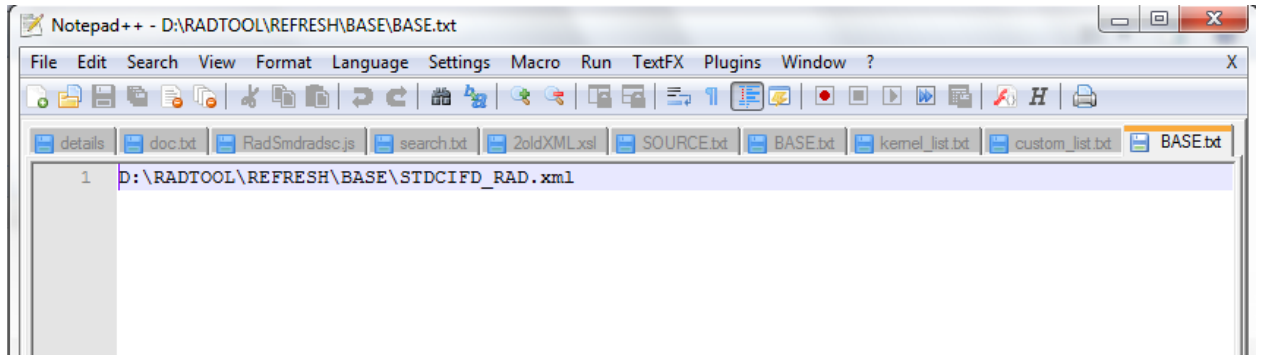 Notepad++ - D:\RADTOOL\REFRESH\BASE\BASE.txt
File Edit Search View Format Language Settings Macro Run TextFX Plugins Window ? X
details doc.txt RadSmdradsc.js search.txt 2oldXML.xsl SOURCE.txt BASE.txt kernel_list.txt custom_list.txt BASE.txt
1 D:\RADTOOL\REFRESH\BASE\STDCIFD_RAD.xml